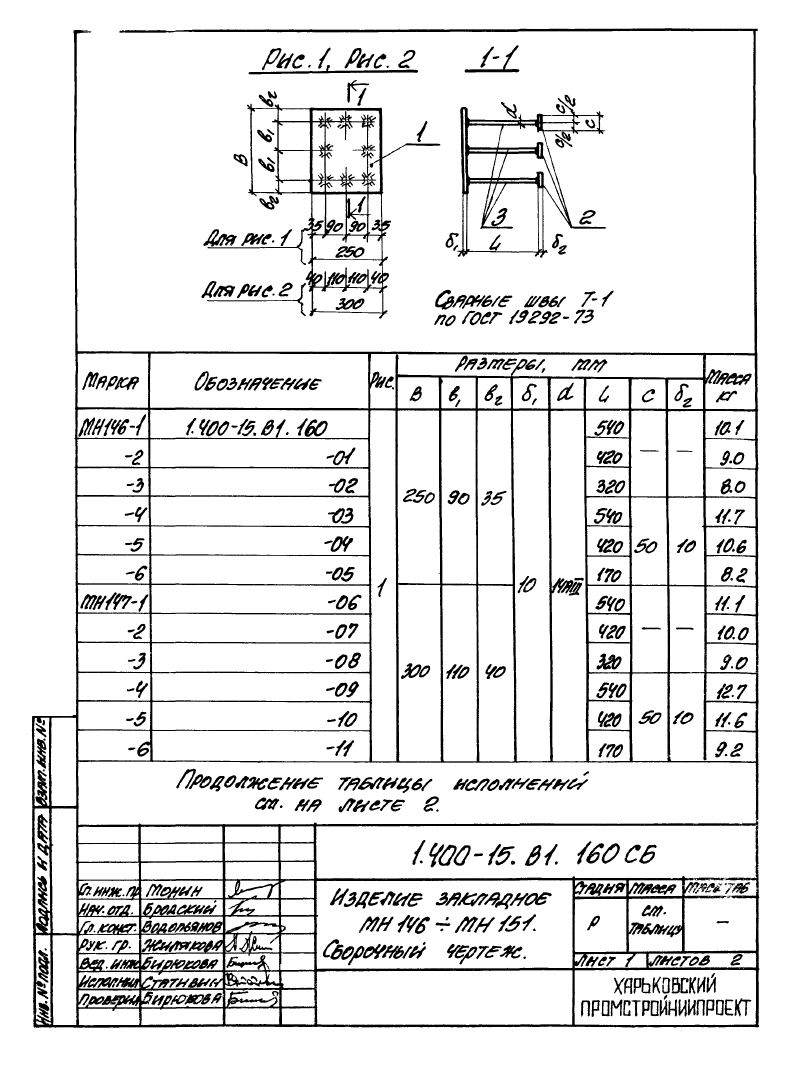 Рис. 1, Рис. 2
1-1
1
1
1
в2
в1
в1
в2
В
35 90 90 35
Для рис. 1
250
40 110 110 40
Для рис. 2
300
d
с/2
с/2
с
3
2
δ1 L δ2
Сварные швы Т-1
по ГОСТ 19292-73
Марка Обозначение Рис. Размеры, мм Масса кг
В в1 в2 δ1 d L с δ2
МН146-1 1.400-15.В1.160 1 250 90 35 10 14АIII 540 — — 10.1
-2 -01 420 9.0
-3 -02 320 8.0
-4 -03 540 50 10 11.7
-5 -04 420 10.6
-6 -05 170 8.2
МН147-1 -06 300 110 40 540 — — 11.1
-2 -07 420 10.0
-3 -08 320 9.0
-4 -09 540 50 10 12.7
-5 -10 420 11.6
-6 -11 170 9.2
Продолжение таблицы исполнений
см. на листе 2.
1.400-15.В1.160 СБ
Гл. инж. пр Монин
Нач. отд. Бродский
Гл. конст. Водопьянов
Рук. гр. Жилякова
Вед. инж Бирюкова
Исполнил Статывин
Проверил Бирюкова
Изделие закладное
МН 146 ÷ МН 151.
Сборочный чертеж.
Стадия Масса Масштаб
Р см. таблицу —
Лист 1 Листов 2
ХАРЬКОВСКИЙ
ПРОМСТРОЙНИИПРОЕКТ
Взам. инв. №
Подпись и дата
Инв. № подл.